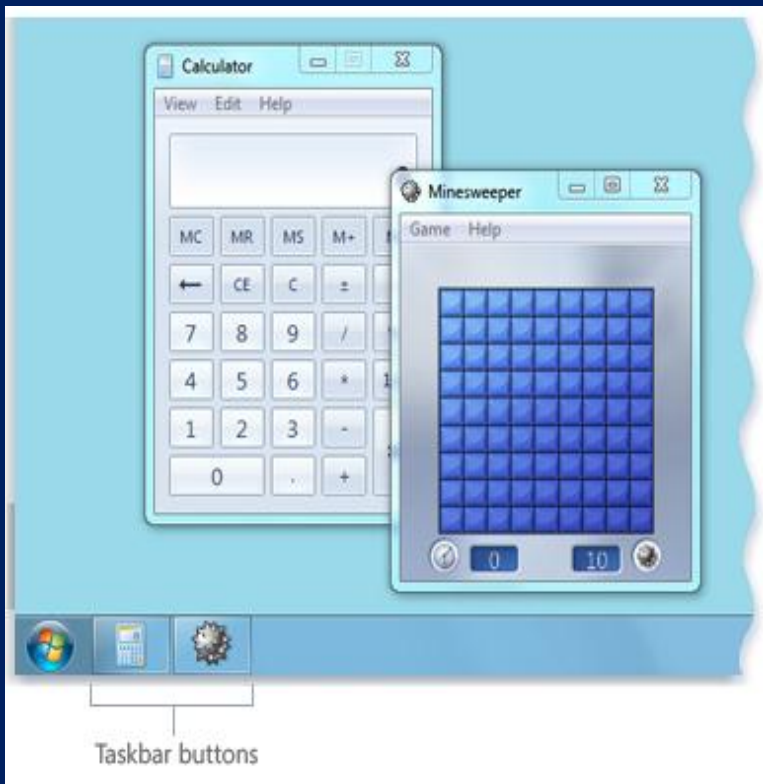 Calculator
View Edit Help
MC MR MS M+
← CE C ±
7 8 9 /
4 5 6 *
1 2 3 -
0 . +
Minesweeper
Game Help
0 10
Taskbar buttons